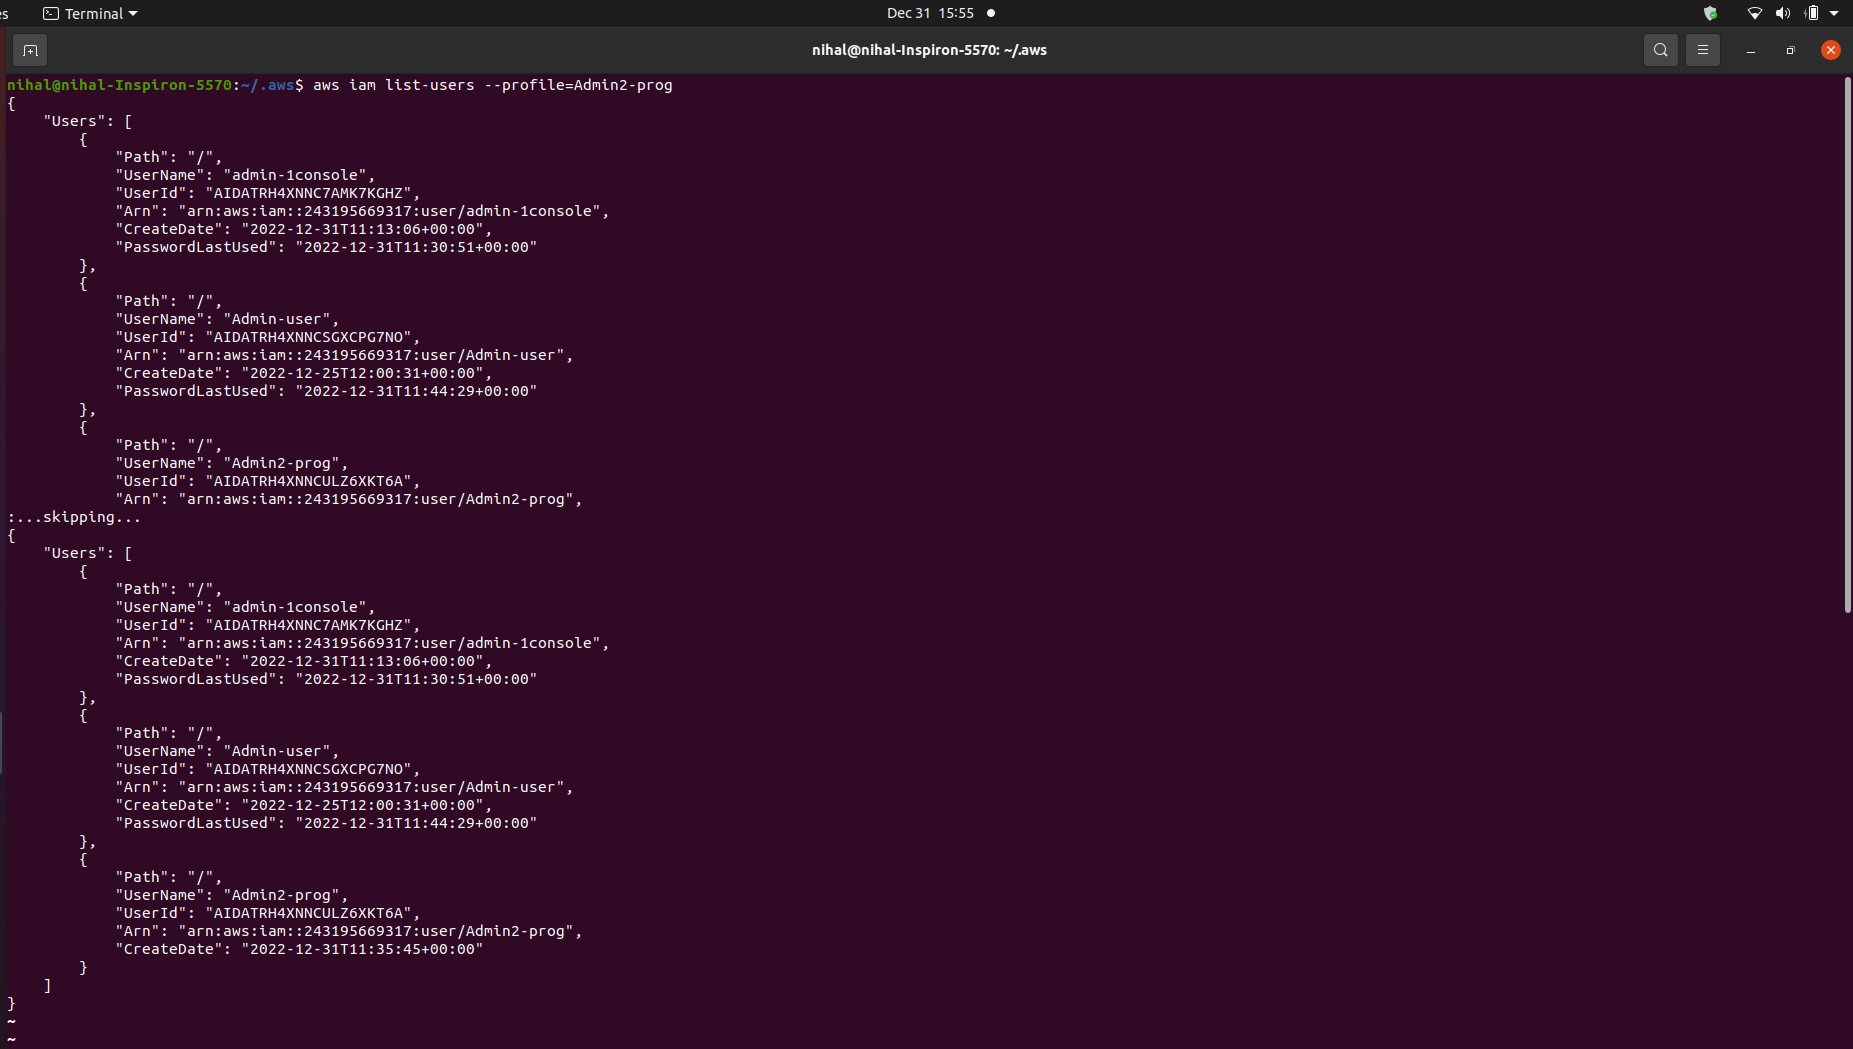 es Terminal Dec 31 15:55
nihal@nihal-Inspiron-5570: ~/.aws
nihal@nihal-Inspiron-5570:~/.aws$ aws iam list-users --profile=Admin2-prog
{
    "Users": [
        {
            "Path": "/",
            "UserName": "admin-1console",
            "UserId": "AIDATRH4XNNC7AMK7KGHZ",
            "Arn": "arn:aws:iam::243195669317:user/admin-1console",
            "CreateDate": "2022-12-31T11:13:06+00:00",
            "PasswordLastUsed": "2022-12-31T11:30:51+00:00"
        },
        {
            "Path": "/",
            "UserName": "Admin-user",
            "UserId": "AIDATRH4XNNCSGXCPG7NO",
            "Arn": "arn:aws:iam::243195669317:user/Admin-user",
            "CreateDate": "2022-12-25T12:00:31+00:00",
            "PasswordLastUsed": "2022-12-31T11:44:29+00:00"
        },
        {
            "Path": "/",
            "UserName": "Admin2-prog",
            "UserId": "AIDATRH4XNNCULZ6XKT6A",
            "Arn": "arn:aws:iam::243195669317:user/Admin2-prog",
:...skipping...
{
    "Users": [
        {
            "Path": "/",
            "UserName": "admin-1console",
            "UserId": "AIDATRH4XNNC7AMK7KGHZ",
            "Arn": "arn:aws:iam::243195669317:user/admin-1console",
            "CreateDate": "2022-12-31T11:13:06+00:00",
            "PasswordLastUsed": "2022-12-31T11:30:51+00:00"
        },
        {
            "Path": "/",
            "UserName": "Admin-user",
            "UserId": "AIDATRH4XNNCSGXCPG7NO",
            "Arn": "arn:aws:iam::243195669317:user/Admin-user",
            "CreateDate": "2022-12-25T12:00:31+00:00",
            "PasswordLastUsed": "2022-12-31T11:44:29+00:00"
        },
        {
            "Path": "/",
            "UserName": "Admin2-prog",
            "UserId": "AIDATRH4XNNCULZ6XKT6A",
            "Arn": "arn:aws:iam::243195669317:user/Admin2-prog",
            "CreateDate": "2022-12-31T11:35:45+00:00"
        }
    ]
}
~
~